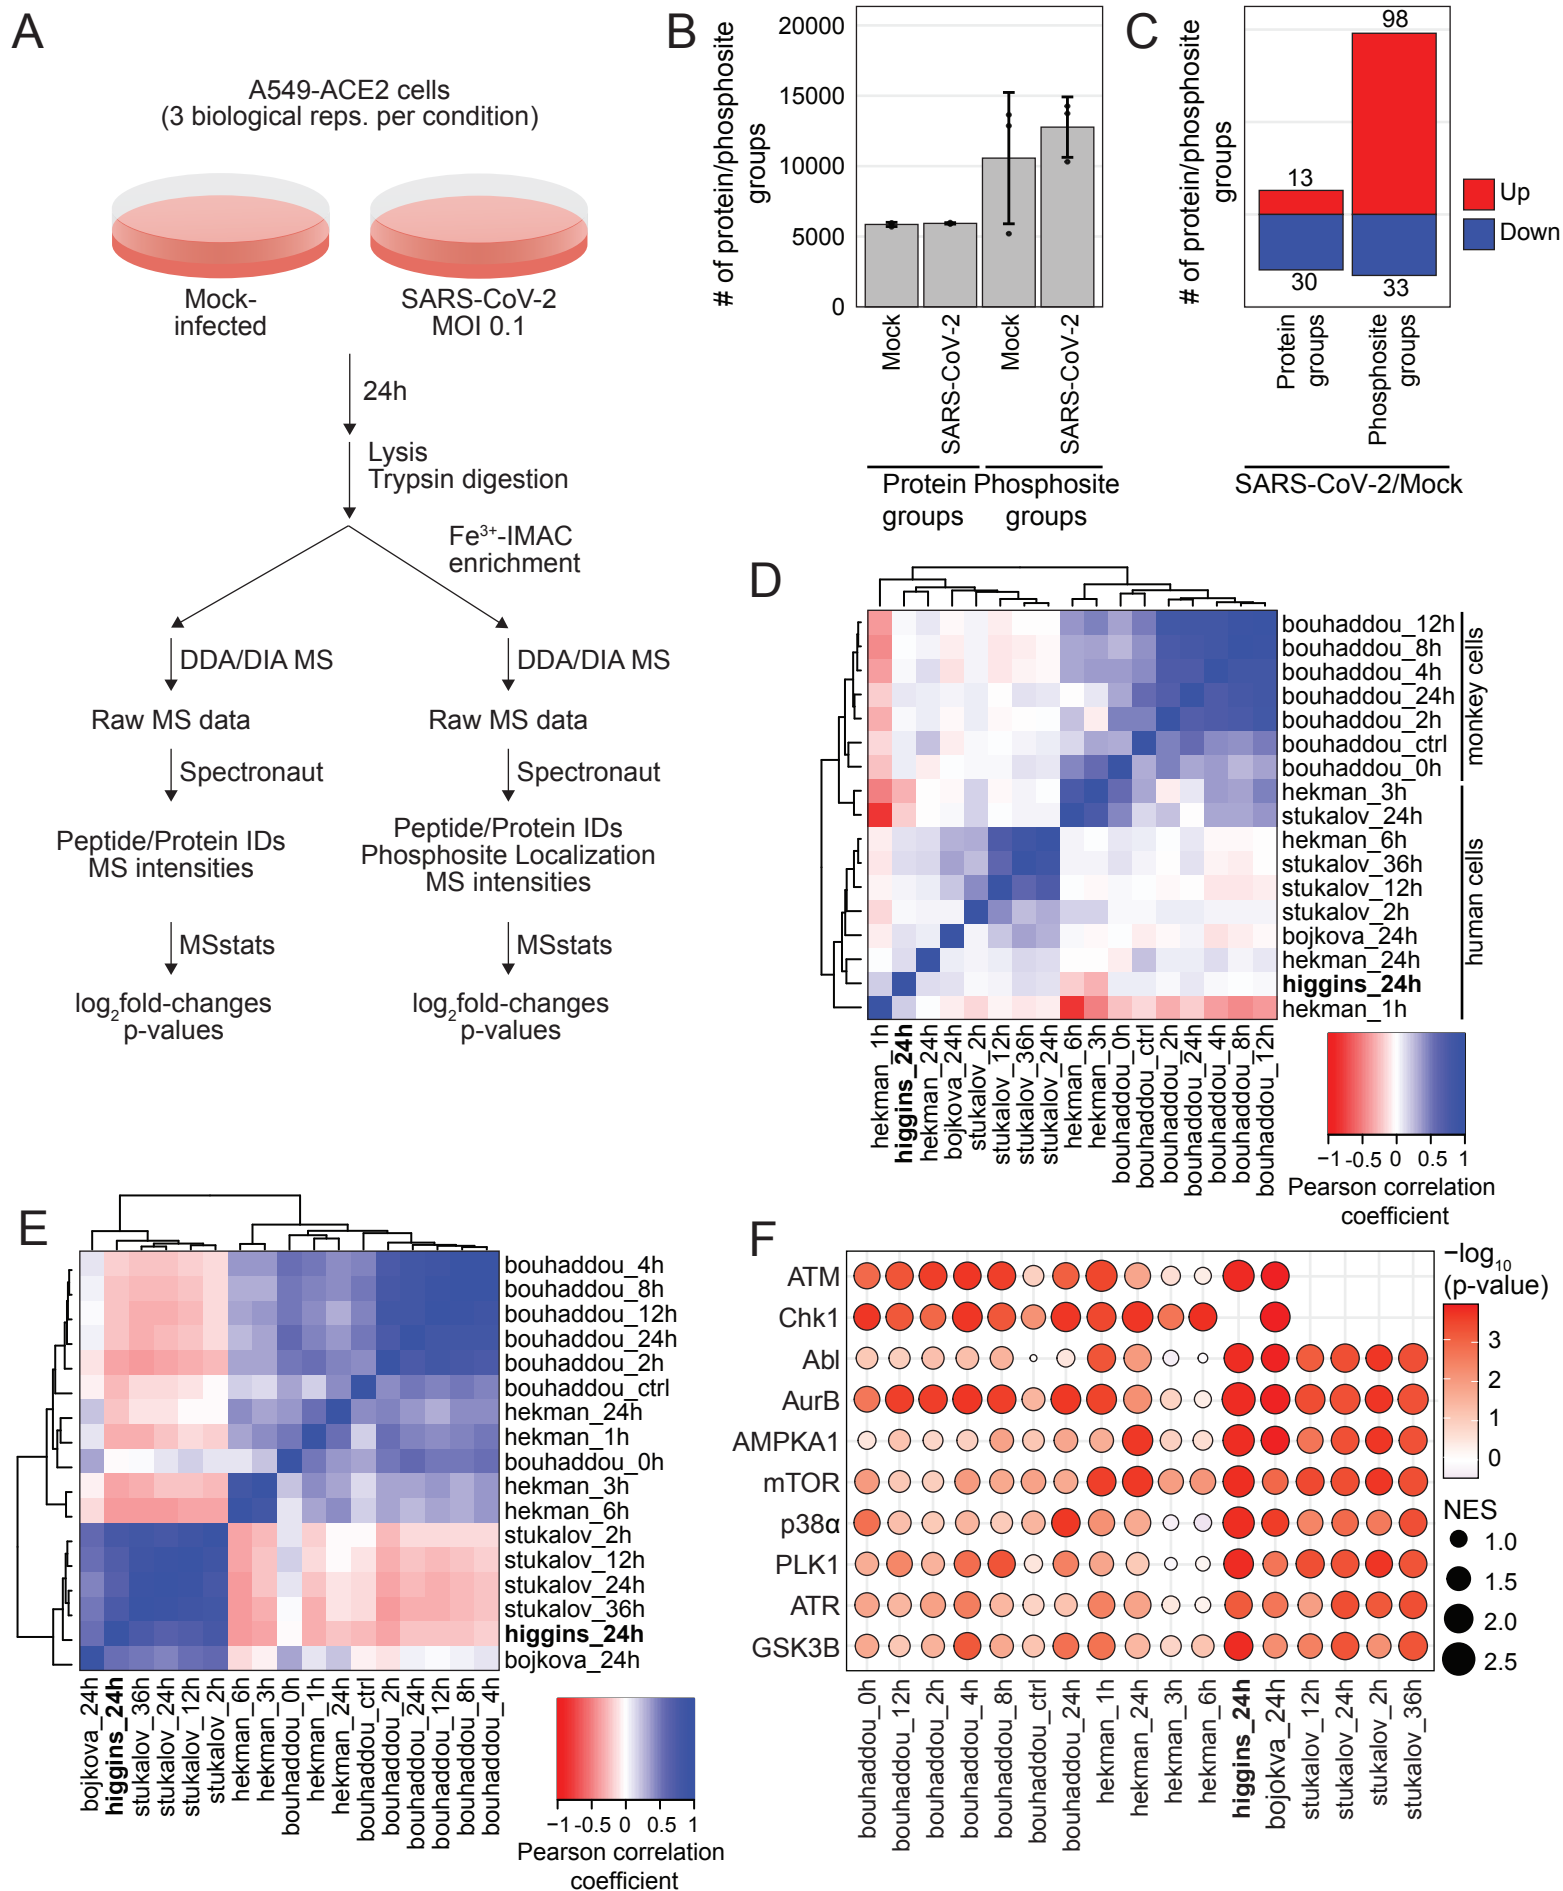 A
A549-ACE2 cells
(3 biological reps. per condition)
Mock-
infected
SARS-CoV-2
MOI 0.1
24h
Lysis
Trypsin digestion
Fe3+-IMAC
enrichment
DDA/DIA MS
DDA/DIA MS
Raw MS data
Raw MS data
Spectronaut
Spectronaut
Peptide/Protein IDs
MS intensities
Peptide/Protein IDs
Phosphosite Localization
MS intensities
MSstats
MSstats
log2fold-changes
p-values
log2fold-changes
p-values
B
# of protein/phosphosite
groups
20000
15000
10000
5000
0
Mock
SARS-CoV-2
Mock
SARS-CoV-2
Protein
groups
Phosphosite
groups
C
# of protein/phosphosite
groups
98
13
30
33
Up
Down
Protein
groups
Phosphosite
groups
SARS-CoV-2/Mock
D
bouhaddou_12h
bouhaddou_8h
bouhaddou_4h
bouhaddou_24h
bouhaddou_2h
bouhaddou_ctrl
bouhaddou_0h
hekman_3h
stukalov_24h
hekman_6h
stukalov_36h
stukalov_12h
stukalov_2h
bojkova_24h
hekman_24h
higgins_24h
hekman_1h
monkey cells
human cells
hekman_1h
higgins_24h
hekman_24h
bojkova_24h
stukalov_2h
stukalov_12h
stukalov_36h
stukalov_24h
hekman_6h
hekman_3h
bouhaddou_0h
bouhaddou_ctrl
bouhaddou_2h
bouhaddou_24h
bouhaddou_4h
bouhaddou_8h
bouhaddou_12h
−1 -0.5 0 0.5 1
Pearson correlation
coefficient
E
bouhaddou_4h
bouhaddou_8h
bouhaddou_12h
bouhaddou_24h
bouhaddou_2h
bouhaddou_ctrl
hekman_24h
hekman_1h
bouhaddou_0h
hekman_3h
hekman_6h
stukalov_2h
stukalov_12h
stukalov_24h
stukalov_36h
higgins_24h
bojkova_24h
bojkova_24h
higgins_24h
stukalov_36h
stukalov_24h
stukalov_12h
stukalov_2h
hekman_6h
hekman_3h
bouhaddou_0h
hekman_1h
hekman_24h
bouhaddou_ctrl
bouhaddou_2h
bouhaddou_24h
bouhaddou_12h
bouhaddou_8h
bouhaddou_4h
−1 -0.5 0 0.5 1
Pearson correlation
coefficient
F
ATM
Chk1
Abl
AurB
AMPKA1
mTOR
p38α
PLK1
ATR
GSK3B
bouhaddou_0h
bouhaddou_12h
bouhaddou_2h
bouhaddou_4h
bouhaddou_8h
bouhaddou_ctrl
bouhaddou_24h
hekman_1h
hekman_24h
hekman_3h
hekman_6h
higgins_24h
bojokva_24h
stukalov_12h
stukalov_24h
stukalov_2h
stukalov_36h
−log10
(p-value)
3
2
1
0
NES
1.0
1.5
2.0
2.5